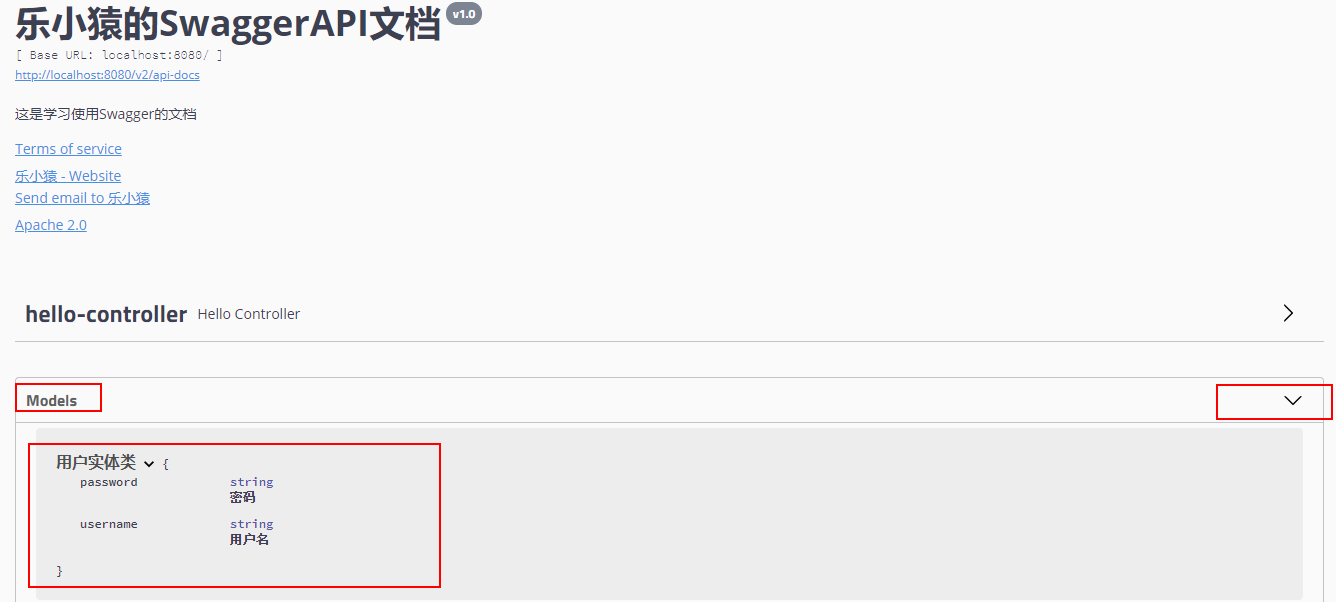 乐小猿的SwaggerAPI文档 v1.0
[ Base URL: localhost:8080/ ]
http://localhost:8080/v2/api-docs
这是学习使用Swagger的文档
Terms of service
乐小猿 - Website
Send email to 乐小猿
Apache 2.0
hello-controller Hello Controller
Models
用户实体类 {
password string
密码
username string
用户名
}